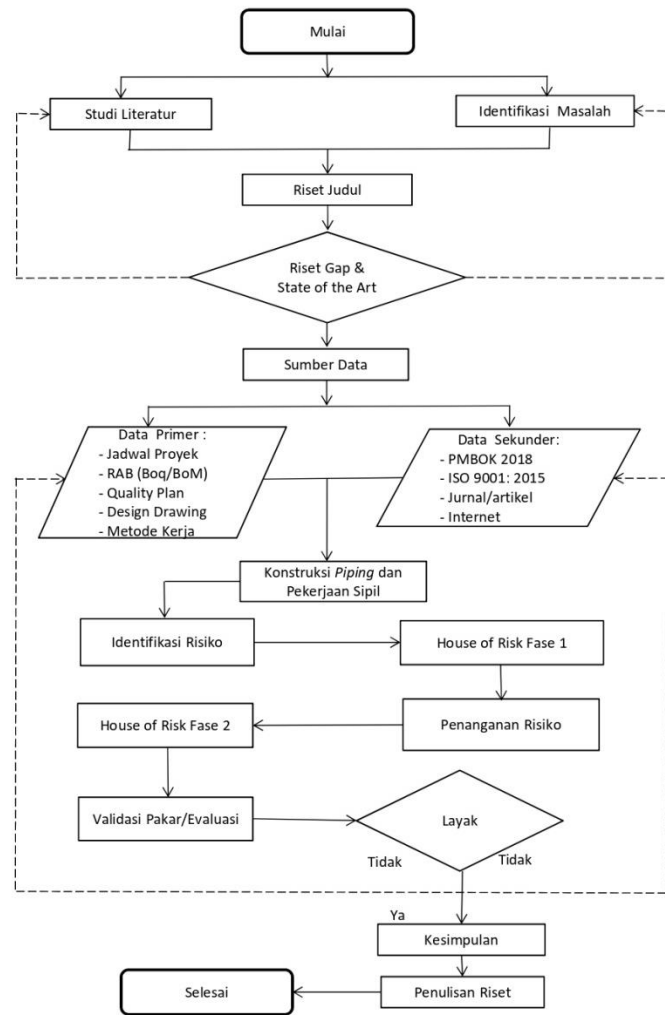 Mulai
Studi Literatur
Identifikasi Masalah
Riset Judul
Riset Gap &
State of the Art
Sumber Data
Data Primer :
- Jadwal Proyek
- RAB (Boq/BoM)
- Quality Plan
- Design Drawing
- Metode Kerja
Data Sekunder:
- PMBOK 2018
- ISO 9001: 2015
- Jurnal/artikel
- Internet
Konstruksi Piping dan
Pekerjaan Sipil
Identifikasi Risiko
House of Risk Fase 1
House of Risk Fase 2
Penanganan Risiko
Validasi Pakar/Evaluasi
Layak
Tidak
Tidak
Ya
Kesimpulan
Selesai
Penulisan Riset